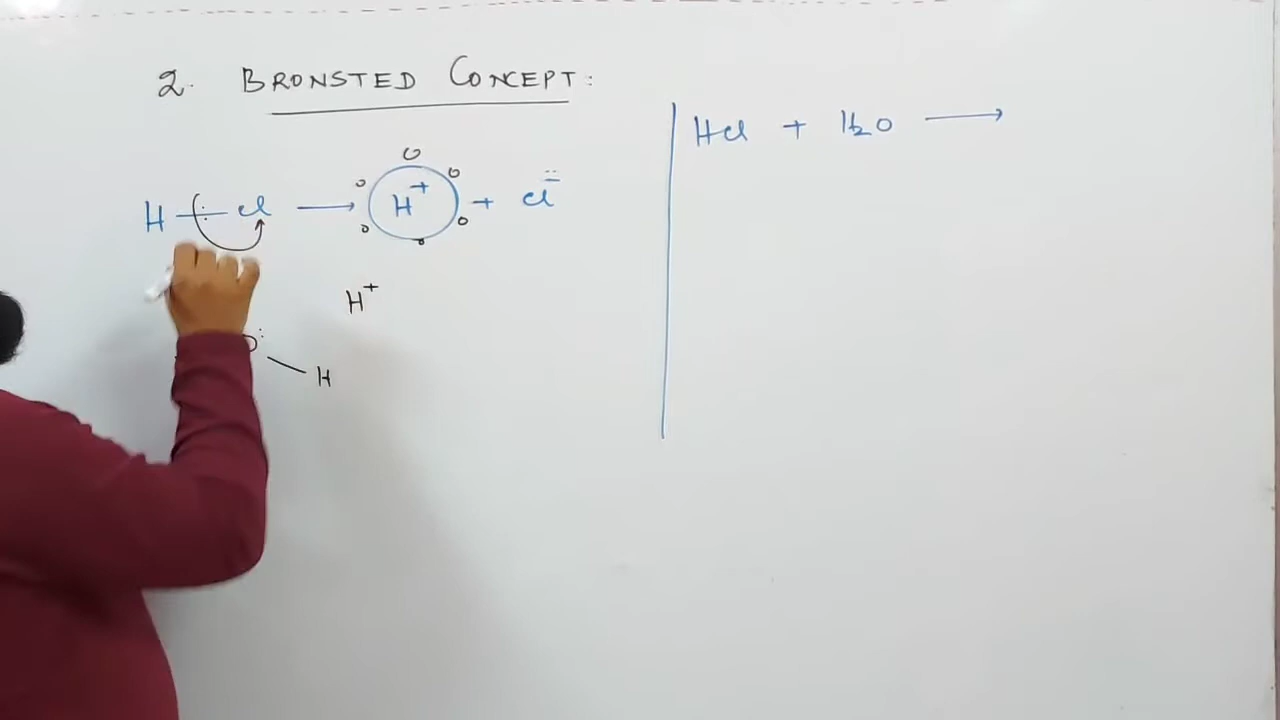 2. BRONSTED CONCEPT:
H — Cl ⟶ H⁺ + Cl⁻
H⁺
O
H
HCl + H₂O ⟶